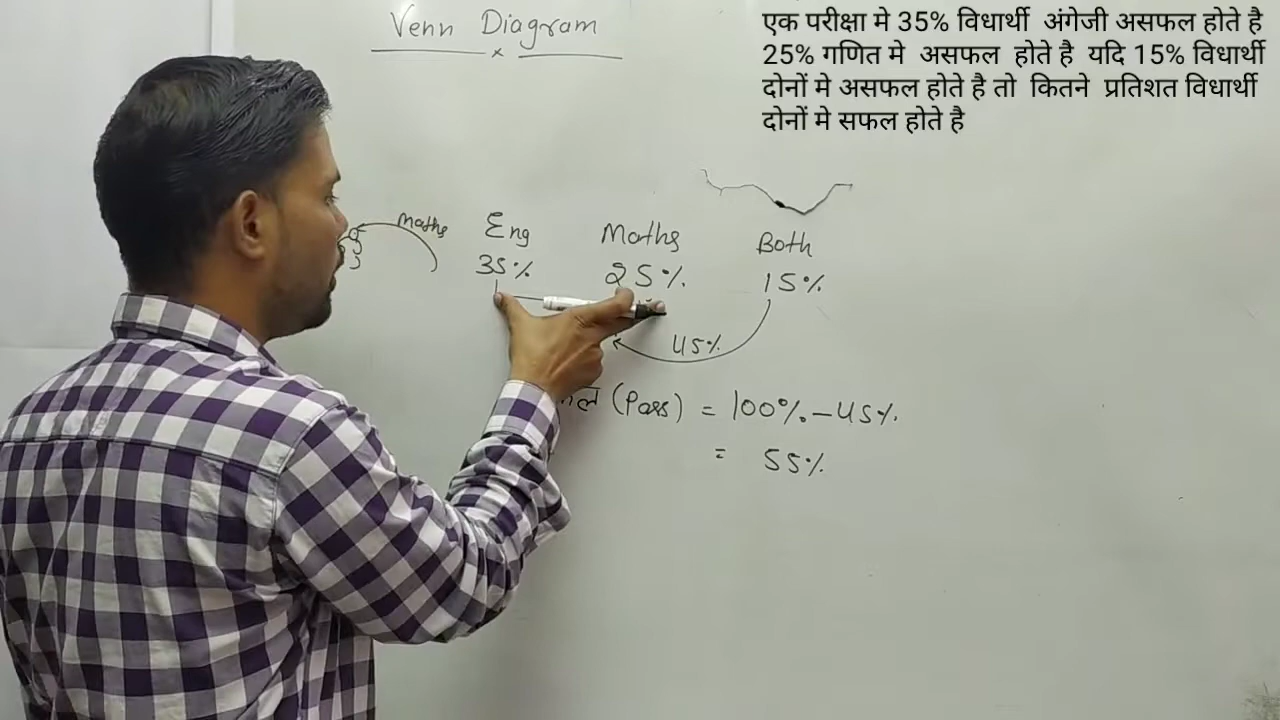 Venn Diagram
×
एक परीक्षा मे 35% विधार्थी अंगेजी असफल होते है
25% गणित मे असफल होते है यदि 15% विधार्थी
दोनों मे असफल होते है तो कितने प्रतिशत विधार्थी
दोनों मे सफल होते है
Maths Eng Maths Both
35% 25% 15%
45%
(Pass) = 100% - 45%
= 55%